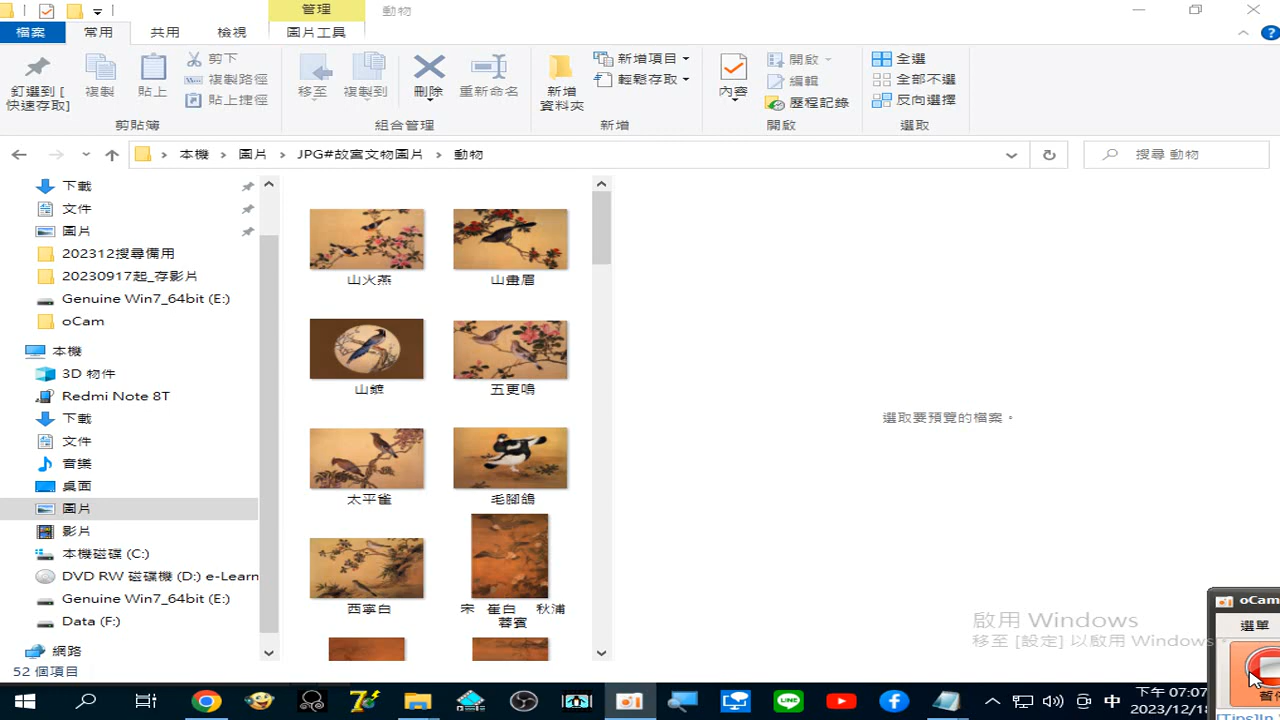 管理
動物
檔案
常用
共用
檢視
圖片工具
釘選到 [
快速存取]
複製
貼上
剪下
複製路徑
貼上捷徑
剪貼簿
移至
複製到
刪除
重新命名
組合管理
新增
資料夾
新增項目
輕鬆存取
新增
內容
開啟
編輯
歷程記錄
開啟
全選
全部不選
反向選擇
選取
本機 › 圖片 › JPG#故宮文物圖片 › 動物
搜尋 動物
下載
文件
圖片
202312搜尋備用
20230917起_存影片
Genuine Win7_64bit (E:)
oCam
本機
3D 物件
Redmi Note 8T
下載
文件
音樂
桌面
圖片
影片
本機磁碟 (C:)
DVD RW 磁碟機 (D:) e-Learn
Genuine Win7_64bit (E:)
Data (F:)
網路
山火燕
山畫眉
山鷓
五更鳴
太平雀
毛腳鴿
西寧白
宋 崔白 秋浦
蓉賓
選取要預覽的檔案。
啟用 Windows
移至 [設定] 以啟用 Windows。
oCam
選單
[Tips]In
52 個項目
中
下午 07:07
2023/12/18